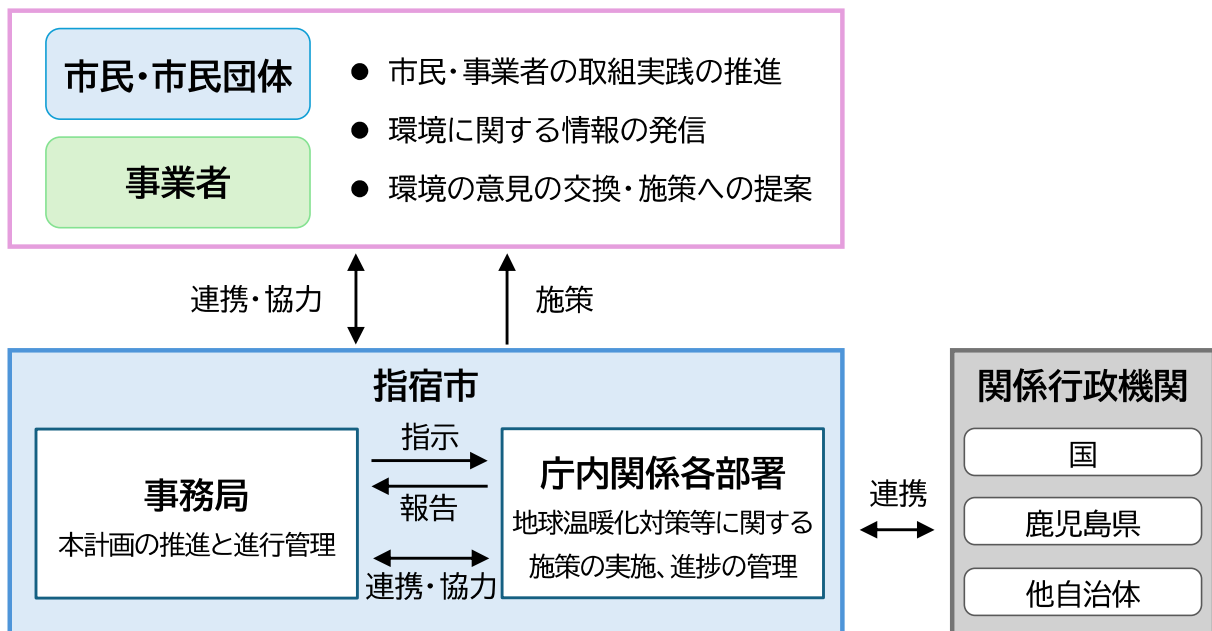 市民・市民団体
事業者
● 市民・事業者の取組実践の推進
● 環境に関する情報の発信
● 環境の意見の交換・施策への提案
連携・協力
施策
指宿市
事務局
本計画の推進と進行管理
指示
報告
連携・協力
庁内関係各部署
地球温暖化対策等に関する
施策の実施、進捗の管理
連携
関係行政機関
国
鹿児島県
他自治体